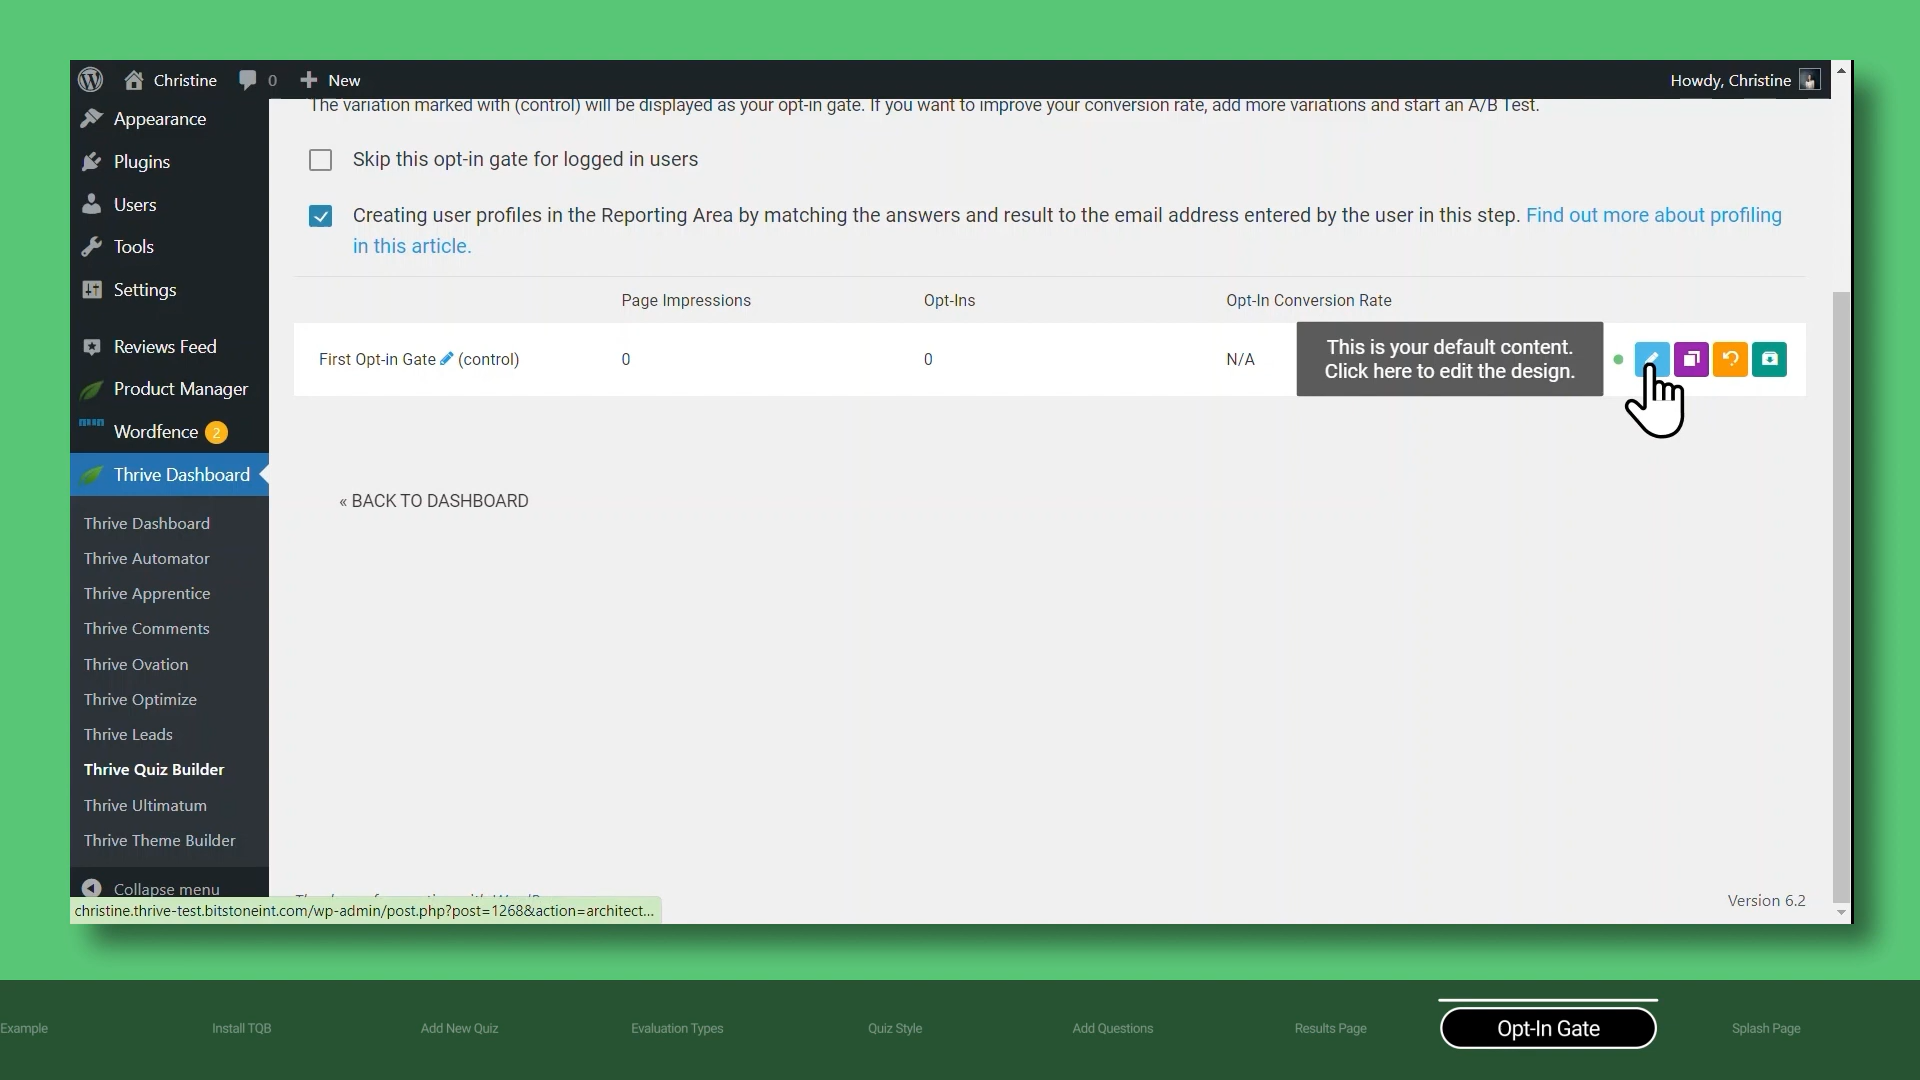 Christine
0
New
Howdy, Christine
Appearance
Plugins
Users
Tools
Settings
Reviews Feed
Product Manager
Wordfence 2
Thrive Dashboard
Thrive Dashboard
Thrive Automator
Thrive Apprentice
Thrive Comments
Thrive Ovation
Thrive Optimize
Thrive Leads
Thrive Quiz Builder
Thrive Ultimatum
Thrive Theme Builder
Collapse menu
The variation marked with (control) will be displayed as your opt-in gate. If you want to improve your conversion rate, add more variations and start an A/B Test.
Skip this opt-in gate for logged in users
Creating user profiles in the Reporting Area by matching the answers and result to the email address entered by the user in this step. Find out more about profiling
in this article.
Page Impressions Opt-Ins Opt-In Conversion Rate
First Opt-in Gate (control) 0 0 N/A
This is your default content.
Click here to edit the design.
« BACK TO DASHBOARD
Version 6.2
christine.thrive-test.bitstoneint.com/wp-admin/post.php?post=1268&action=architect...
Example Install TQB Add New Quiz Evaluation Types Quiz Style Add Questions Results Page Opt-In Gate Splash Page